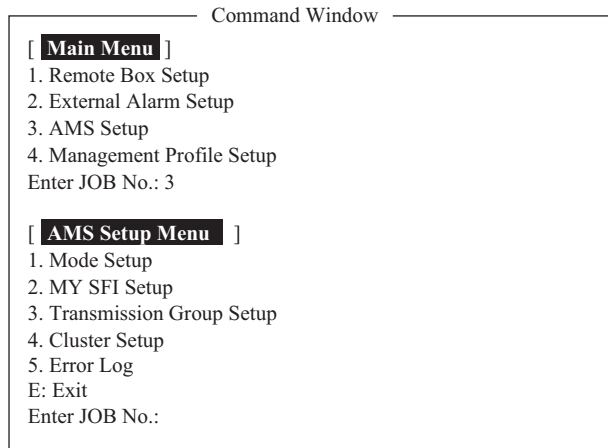 Command Window
[ Main Menu ]
1. Remote Box Setup
2. External Alarm Setup
3. AMS Setup
4. Management Profile Setup
Enter JOB No.: 3
[ AMS Setup Menu ]
1. Mode Setup
2. MY SFI Setup
3. Transmission Group Setup
4. Cluster Setup
5. Error Log
E: Exit
Enter JOB No.: